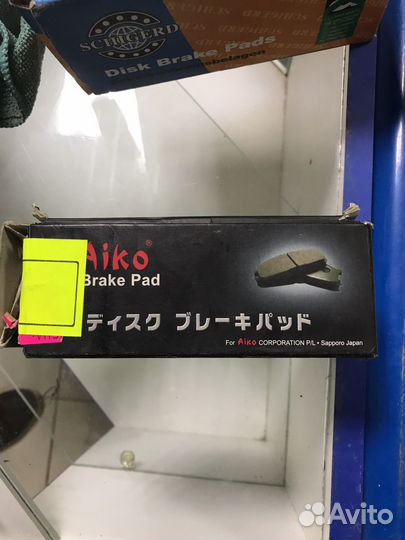 SCHIGERD
Disk Brake Pads
Aiko®
Brake Pad
ディスク ブレーキパッド
For Aiko CORPORATION P/L • Sapporo Japan
Avito